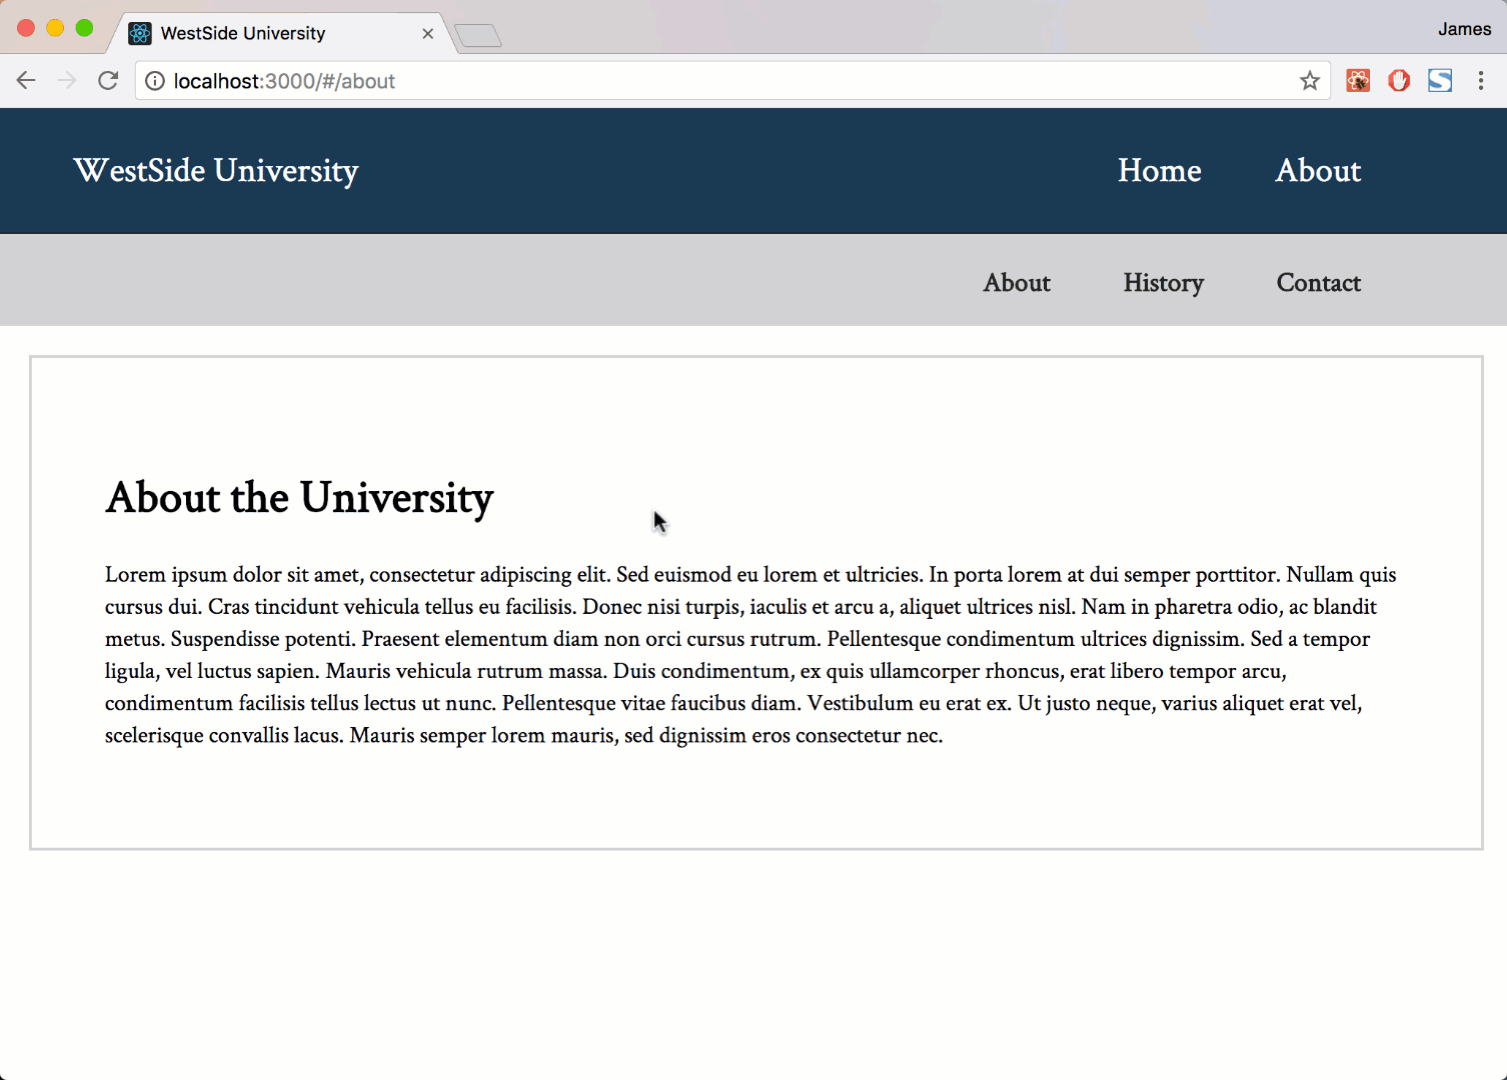 WestSide University
James
localhost:3000/#/about
WestSide University
Home
About
About
History
Contact
About the University
Lorem ipsum dolor sit amet, consectetur adipiscing elit. Sed euismod eu lorem et ultricies. In porta lorem at dui semper porttitor. Nullam quis
cursus dui. Cras tincidunt vehicula tellus eu facilisis. Donec nisi turpis, iaculis et arcu a, aliquet ultrices nisl. Nam in pharetra odio, ac blandit
metus. Suspendisse potenti. Praesent elementum diam non orci cursus rutrum. Pellentesque condimentum ultrices dignissim. Sed a tempor
ligula, vel luctus sapien. Mauris vehicula rutrum massa. Duis condimentum, ex quis ullamcorper rhoncus, erat libero tempor arcu,
condimentum facilisis tellus lectus ut nunc. Pellentesque vitae faucibus diam. Vestibulum eu erat ex. Ut justo neque, varius aliquet erat vel,
scelerisque convallis lacus. Mauris semper lorem mauris, sed dignissim eros consectetur nec.